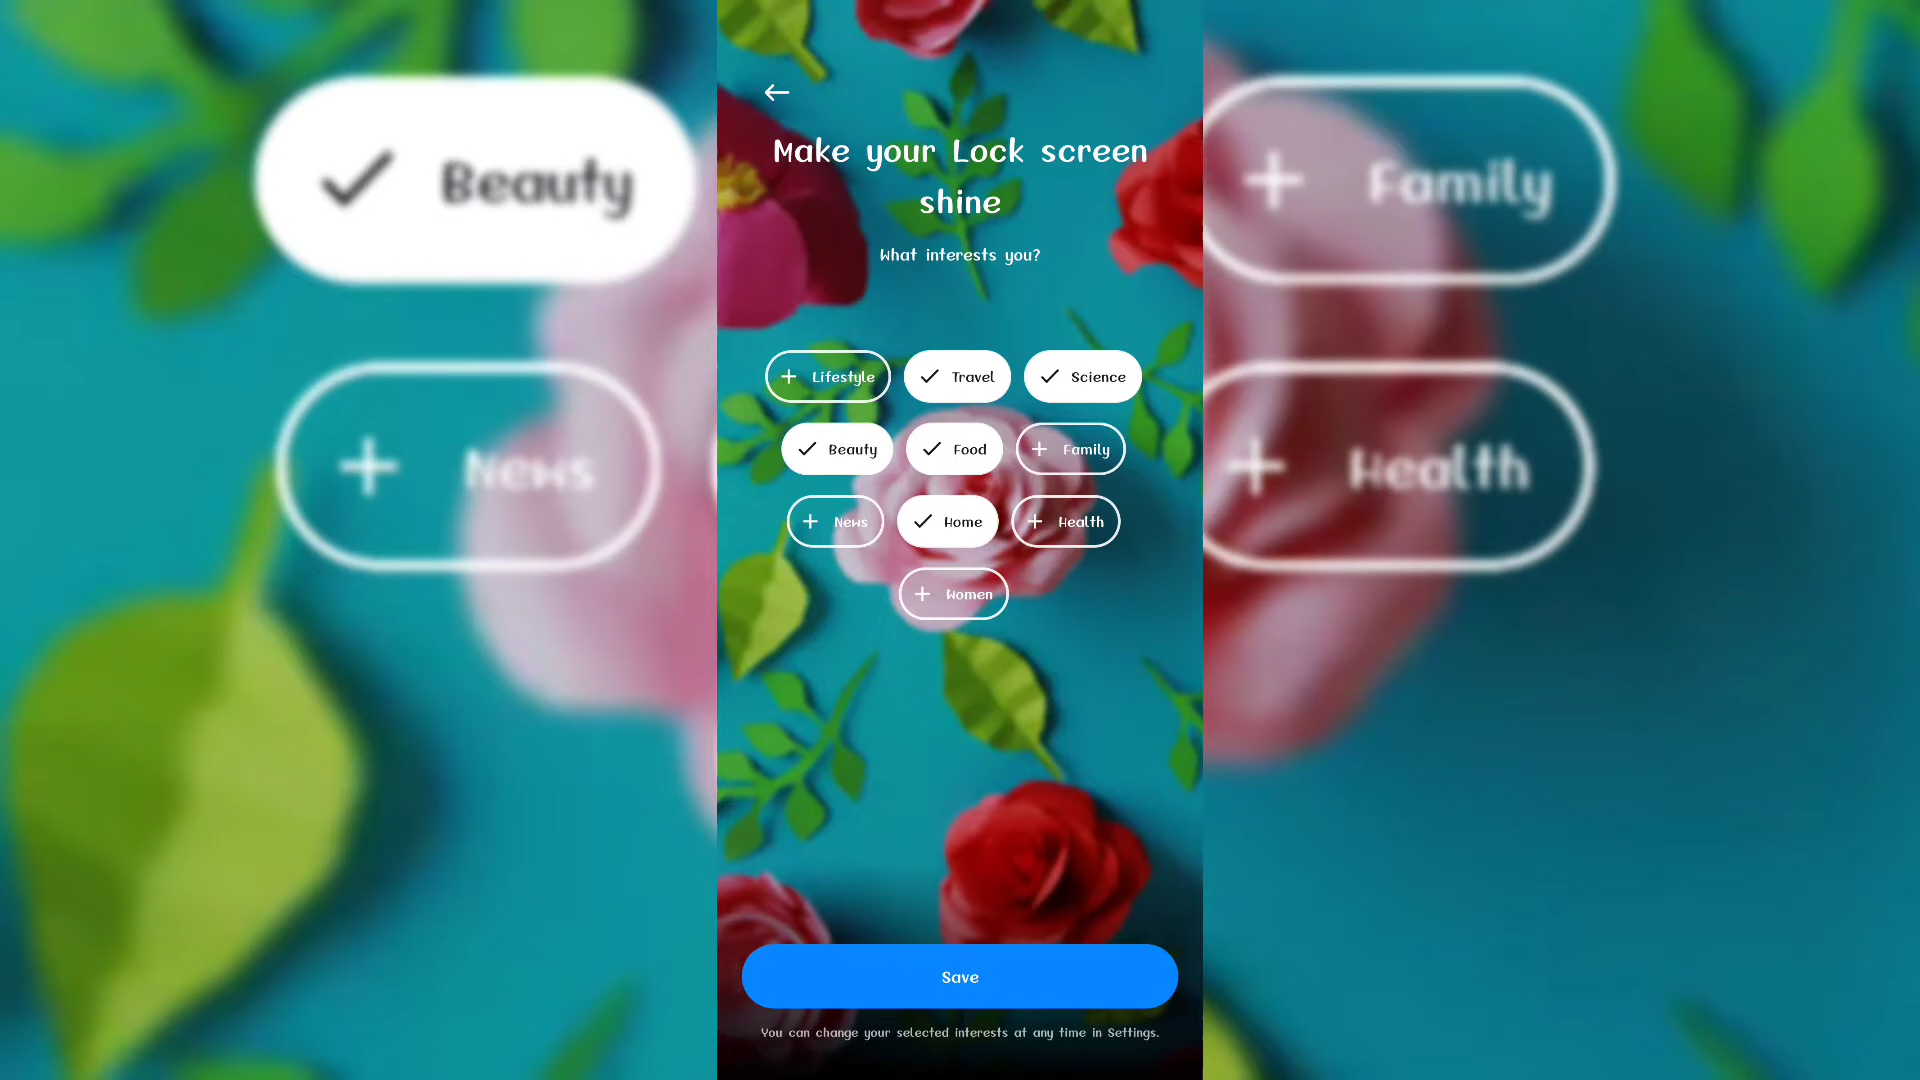 Make your Lock screen
shine
What interests you?
Lifestyle
Travel
Science
Beauty
Food
Family
News
Home
Health
Women
Save
You can change your selected interests at any time in Settings.
Beauty
News
Family
Health